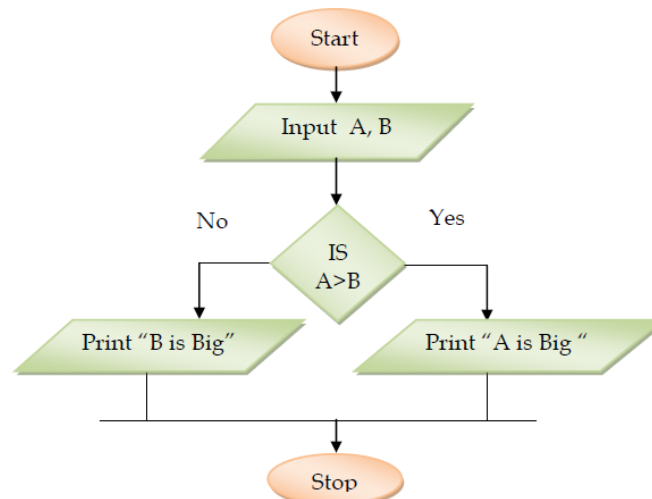 Start
Input A, B
No
Yes
IS
A>B
Print “B is Big”
Print “A is Big “
Stop